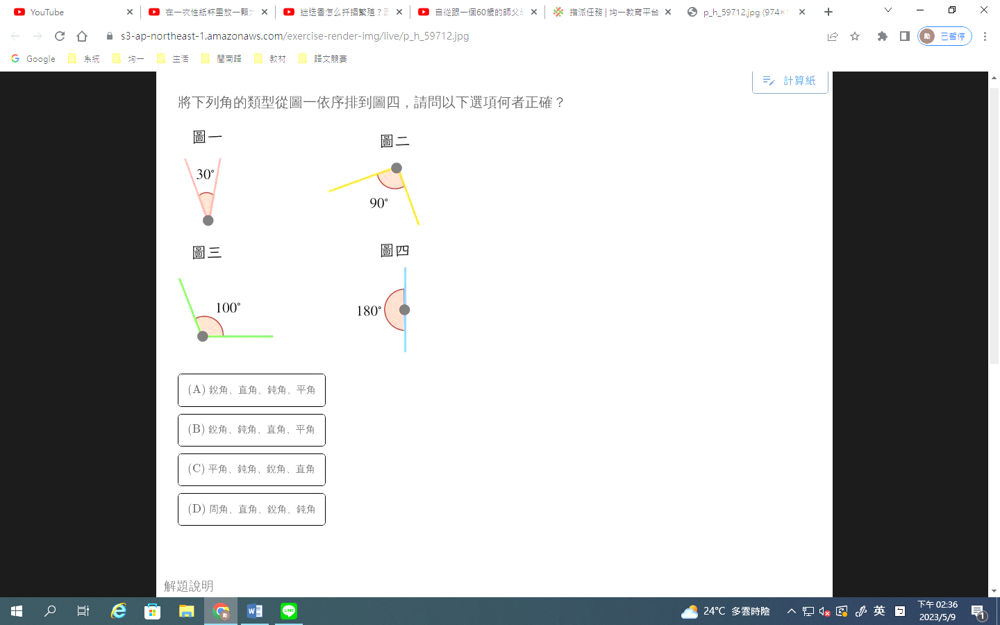 YouTube
在一次性紙杯里放一顆
迷迭香怎么扦插繁殖？
自從跟一個60歲的師父
指派任務 | 均一教育平台
p_h_59712.jpg (974×
s3-ap-northeast-1.amazonaws.com/exercise-render-img/live/p_h_59712.jpg
勵 已暫停
Google 系統 均一 生活 閩南語 教材 語文競賽
計算紙
將下列角的類型從圖一依序排到圖四，請問以下選項何者正確？
圖一
圖二
30°
90°
圖三
圖四
100°
180°
(A) 銳角、直角、鈍角、平角
(B) 銳角、鈍角、直角、平角
(C) 平角、鈍角、銳角、直角
(D) 周角、直角、銳角、鈍角
解題說明
24°C 多雲時陰
英
下午 02:36
2023/5/9
1